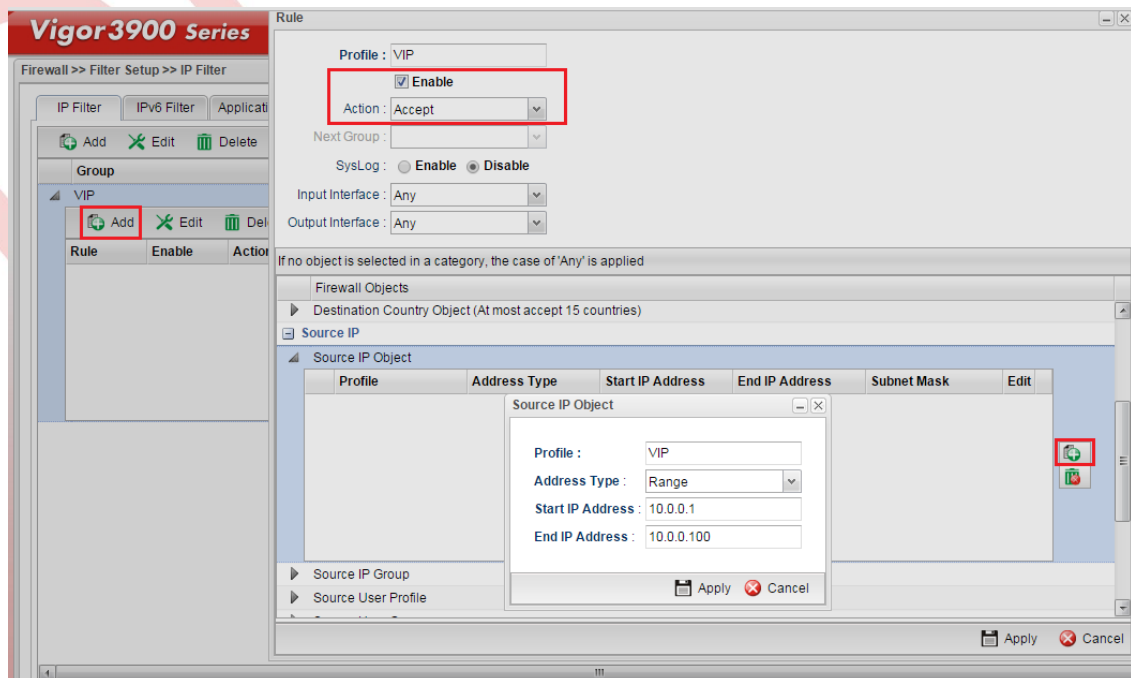 Vigor3900 Series
Firewall >> Filter Setup >> IP Filter
IP Filter IPv6 Filter Applicati
Add Edit Delete
Group
VIP
Add Edit Del
Rule Enable Action
Rule
Profile : VIP
Enable
Action : Accept
Next Group :
SysLog : Enable Disable
Input Interface : Any
Output Interface : Any
If no object is selected in a category, the case of 'Any' is applied
Firewall Objects
Destination Country Object (At most accept 15 countries)
Source IP
Source IP Object
Profile Address Type Start IP Address End IP Address Subnet Mask Edit
Source IP Object
Profile : VIP
Address Type : Range
Start IP Address : 10.0.0.1
End IP Address : 10.0.0.100
Apply Cancel
Source IP Group
Source User Profile
Apply Cancel